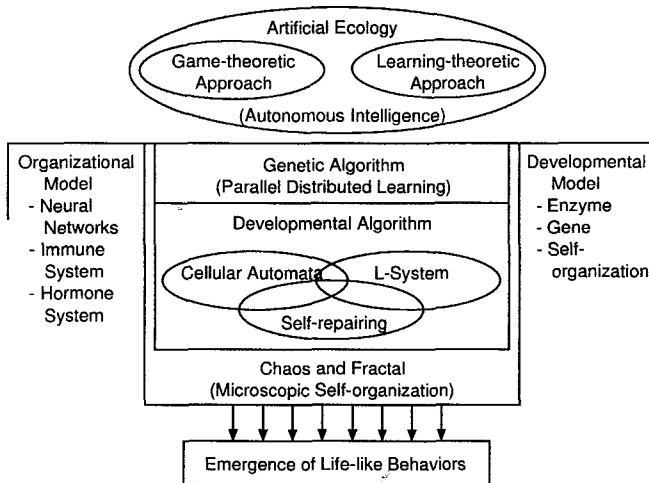 Artificial Ecology
Game-theoretic
Approach
Learning-theoretic
Approach
(Autonomous Intelligence)
Organizational
Model
- Neural
Networks
- Immune
System
- Hormone
System
Genetic Algorithm
(Parallel Distributed Learning)
Developmental Algorithm
Cellular Automata
L-System
Self-repairing
Chaos and Fractal
(Microscopic Self-organization)
Developmental
Model
- Enzyme
- Gene
- Self-
organization
Emergence of Life-like Behaviors